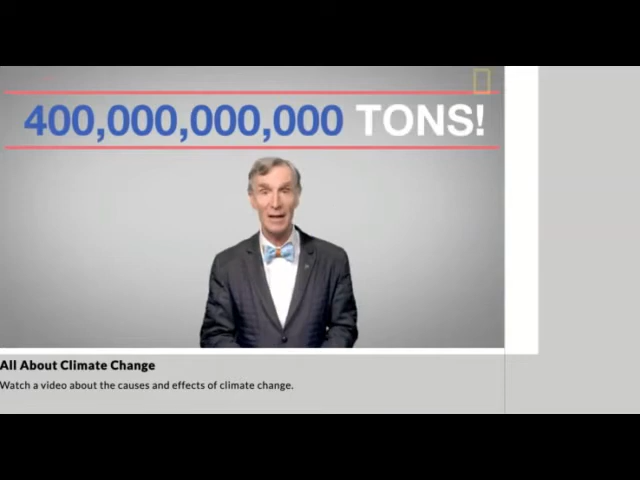 400,000,000,000 TONS!
All About Climate Change
Watch a video about the causes and effects of climate change.